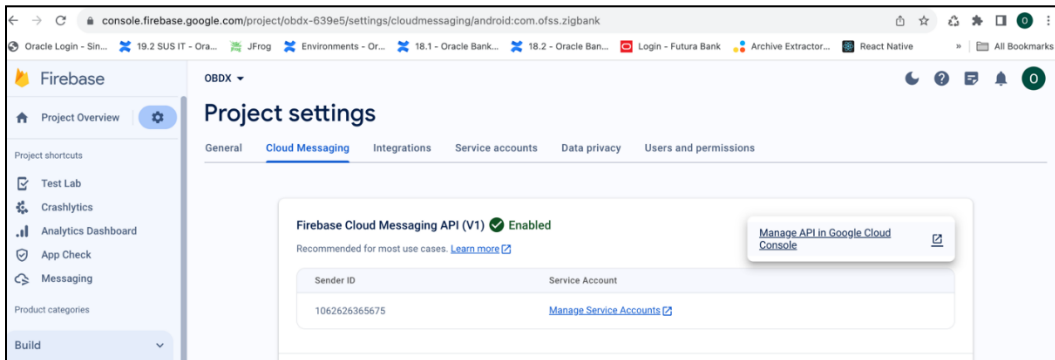 console.firebase.google.com/project/obdx-639e5/settings/cloudmessaging/android:com.ofss.zigbank
O
Oracle Login - Sin...
19.2 SUS IT - Ora...
JFrog
Environments - Or...
18.1 - Oracle Bank...
18.2 - Oracle Ban...
Login - Futura Bank
Archive Extractor...
React Native
»
All Bookmarks
Firebase
OBDX
O
Project Overview
Project settings
General
Cloud Messaging
Integrations
Service accounts
Data privacy
Users and permissions
Project shortcuts
Test Lab
Crashlytics
Analytics Dashboard
App Check
Messaging
Product categories
Build
Firebase Cloud Messaging API (V1) Enabled
Recommended for most use cases. Learn more
Manage API in Google Cloud
Console
Sender ID
Service Account
1062626365675
Manage Service Accounts